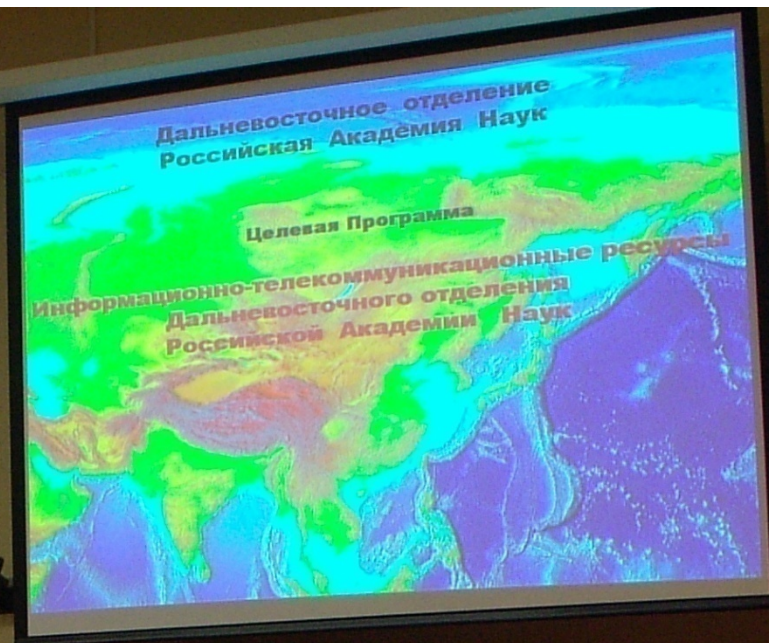 Дальневосточное отделение
Российская Академия Наук
Целевая Программа
Информационно-телекоммуникационные ресурсы
Дальневосточного отделения
Российской Академии Наук